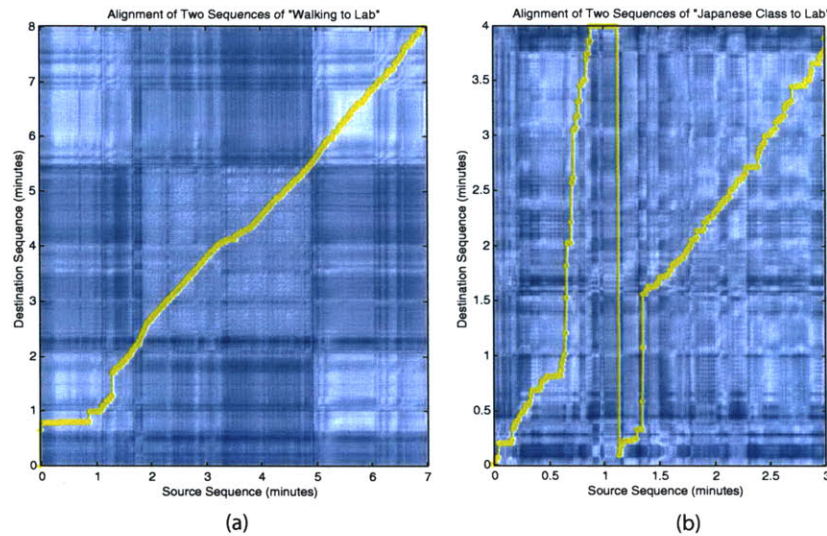 Alignment of Two Sequences of "Walking to Lab"
8
7
6
5
4
3
2
1
0
Destination Sequence (minutes)
0 1 2 3 4 5 6 7
Source Sequence (minutes)
(a)
Alignment of Two Sequences of "Japanese Class to Lab"
4
3.5
3
2.5
2
1.5
1
0.5
0
Destination Sequence (minutes)
0 0.5 1 1.5 2 2.5 3
Source Sequence (minutes)
(b)